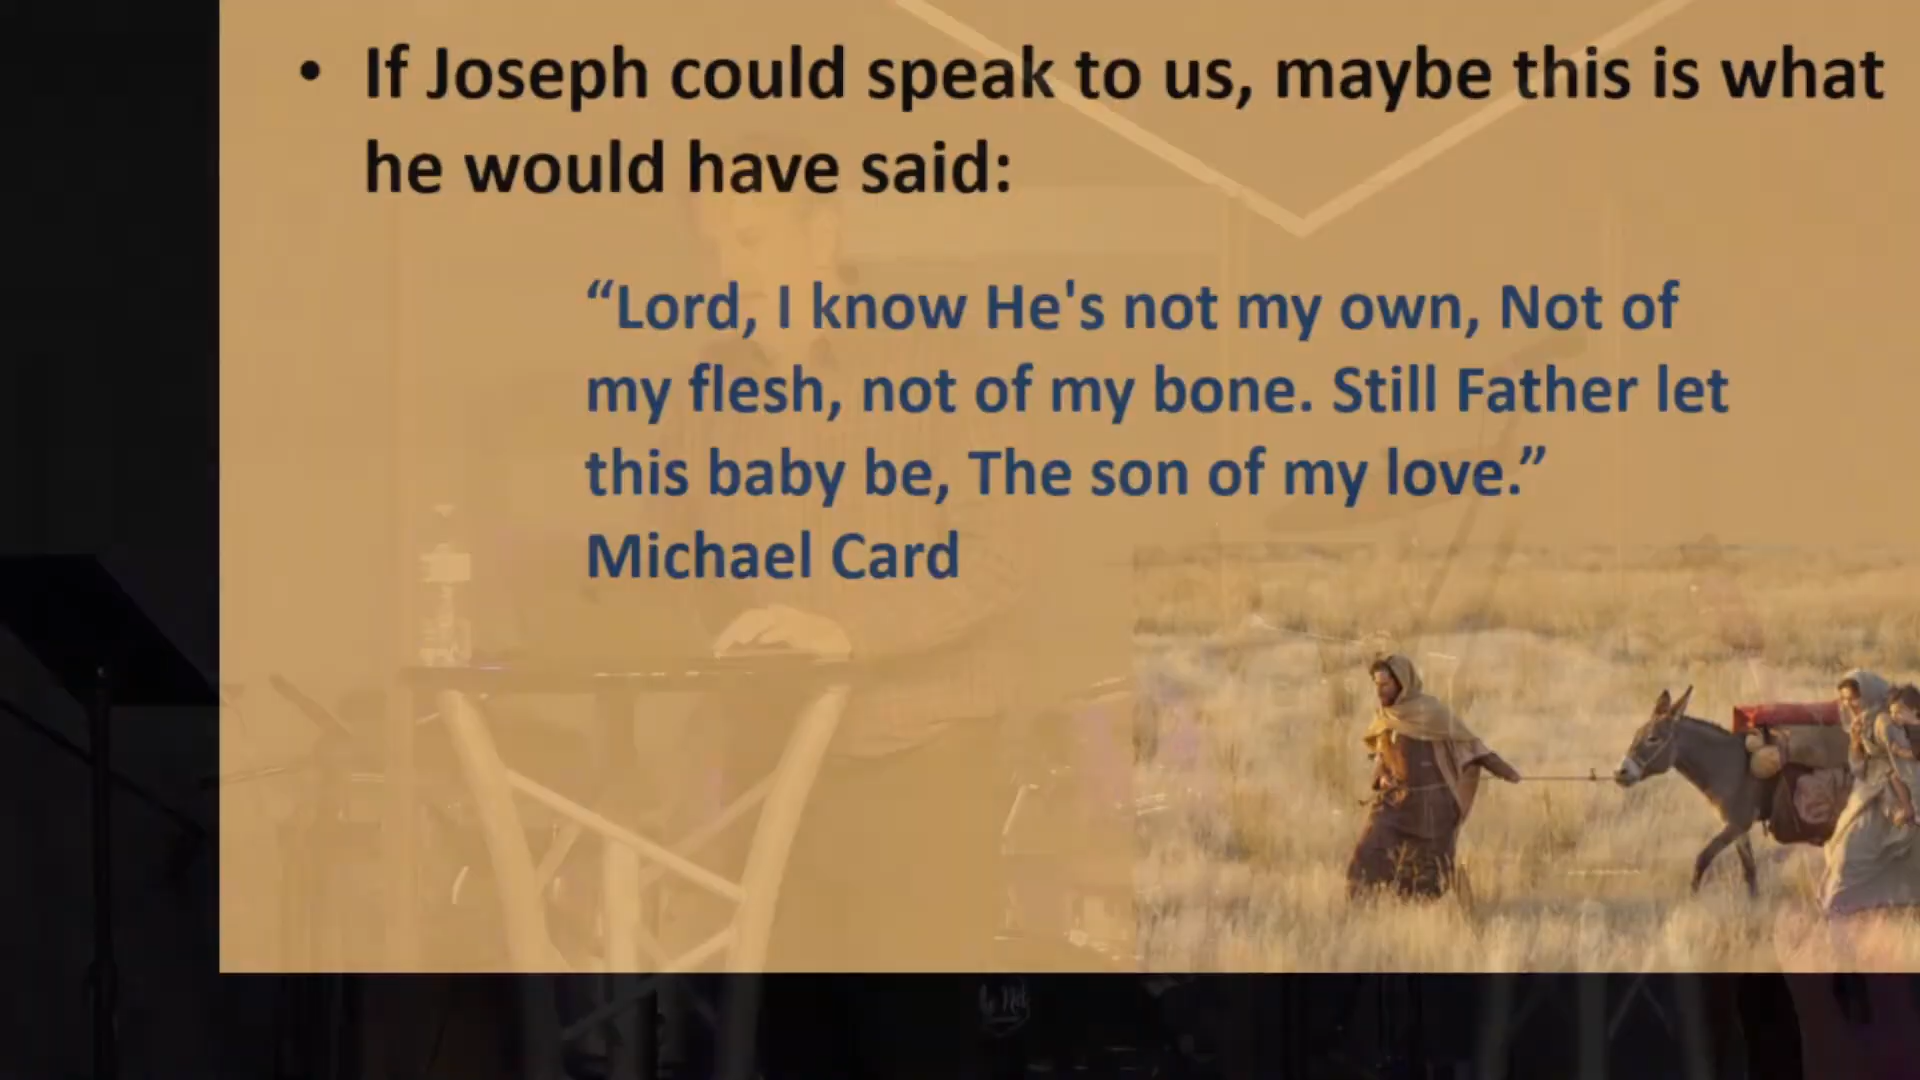 • If Joseph could speak to us, maybe this is what
he would have said:
“Lord, I know He's not my own, Not of
my flesh, not of my bone. Still Father let
this baby be, The son of my love.”
Michael Card